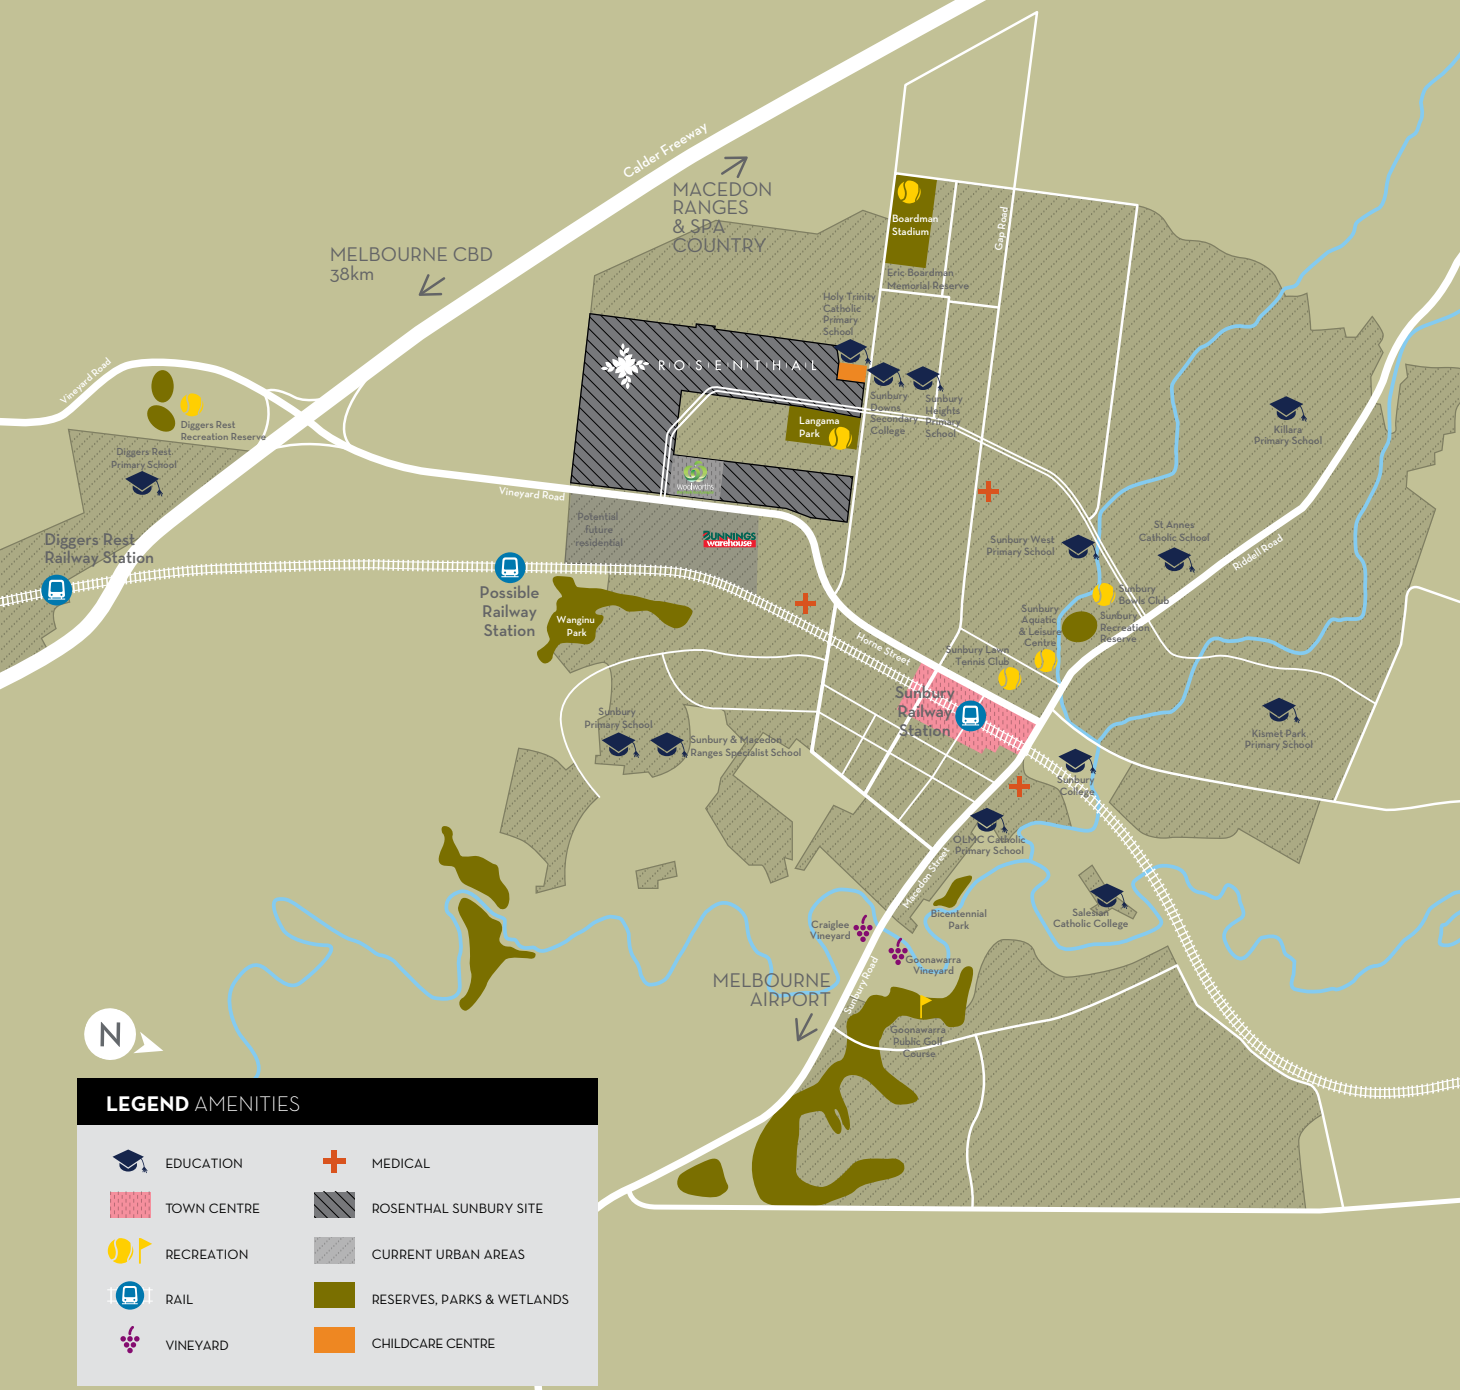 Calder Freeway
MACEDON
RANGES
& SPA
COUNTRY
MELBOURNE CBD
38km
Boardman
Stadium
Eric Boardman
Memorial Reserve
Gap Road
Holy Trinity
Catholic
Primary
School
ROSENTHAL
Sunbury
Downs
Secondary
College
Sunbury
Heights
Primary
School
Langama
Park
woolworths
Vineyard Road
Diggers Rest
Recreation Reserve
Diggers Rest
Primary School
Vineyard Road
Killara
Primary School
Potential
future
residential
BUNNINGS
warehouse
Diggers Rest
Railway Station
Possible
Railway
Station
Wanginu
Park
Sunbury West
Primary School
St Annes
Catholic School
Riddell Road
Sunbury
Bowls Club
Sunbury
Aquatic
& Leisure
Centre
Sunbury
Recreation
Reserve
Horne Street
Sunbury Lawn
Tennis Club
Sunbury
Railway
Station
Sunbury
Primary School
Sunbury & Macedon
Ranges Specialist School
Kismet Park
Primary School
Sunbury
College
OLMC Catholic
Primary School
Macedon Street
Bicentennial
Park
Salesian
Catholic College
Craiglee
Vineyard
Goonawarra
Vineyard
Sunbury Road
MELBOURNE
AIRPORT
Goonawarra
Public Golf
Course
N
LEGEND AMENITIES
EDUCATION
TOWN CENTRE
RECREATION
RAIL
VINEYARD
MEDICAL
ROSENTHAL SUNBURY SITE
CURRENT URBAN AREAS
RESERVES, PARKS & WETLANDS
CHILDCARE CENTRE